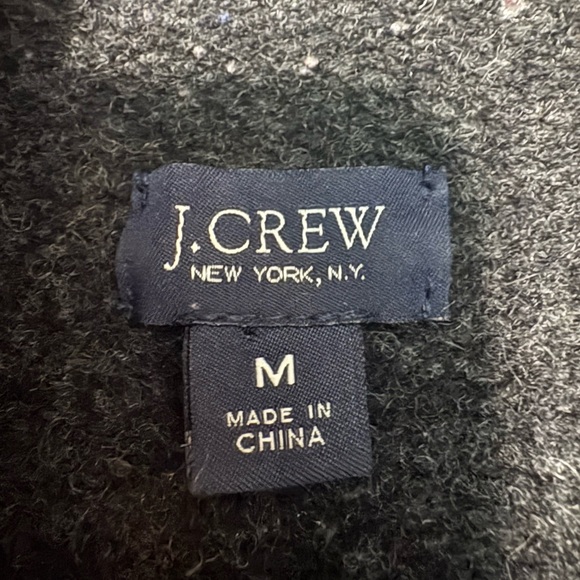 J.CREW
NEW YORK, N.Y.
M
MADE IN
CHINA